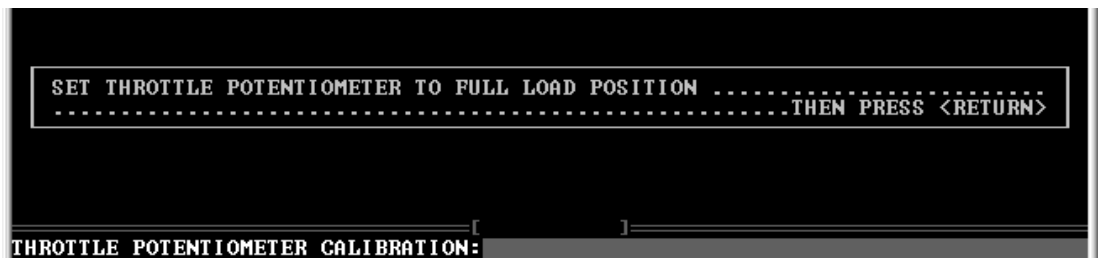 SET THROTTLE POTENTIOMETER TO FULL LOAD POSITION ...........................
............................................................THEN PRESS <RETURN>
[ ]
THROTTLE POTENTIOMETER CALIBRATION: